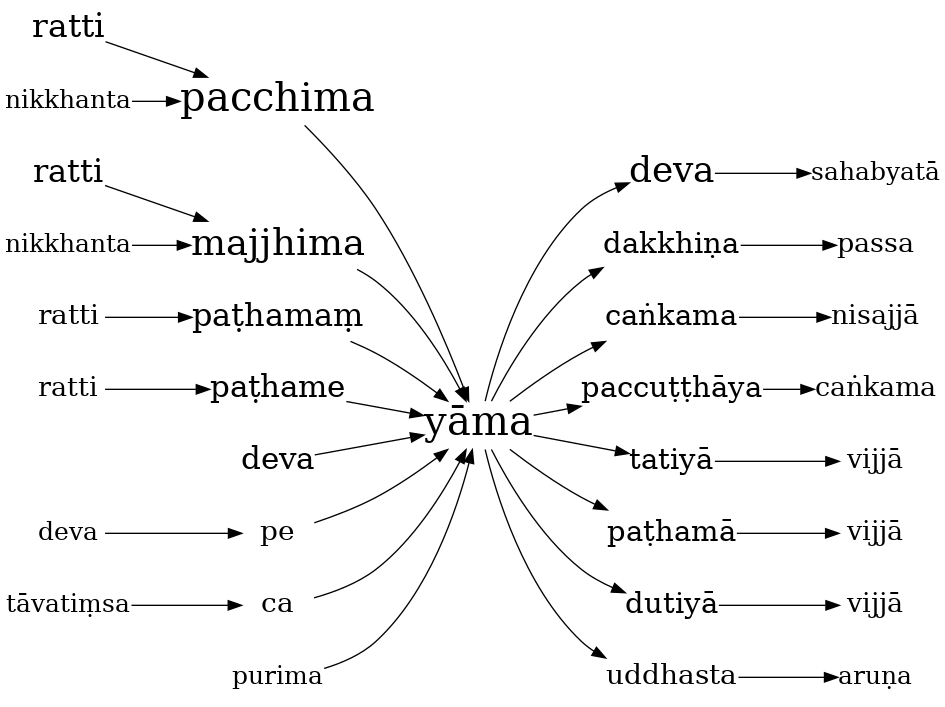 ratti
nikkhanta pacchima
ratti deva sahabyatā
nikkhanta majjhima dakkhiṇa passa
ratti paṭhamaṃ caṅkama nisajjā
ratti paṭhame paccuṭṭhāya caṅkama
yāma
deva tatiyā vijjā
deva pe paṭhamā vijjā
tāvatiṃsa ca dutiyā vijjā
purima uddhasta aruṇa